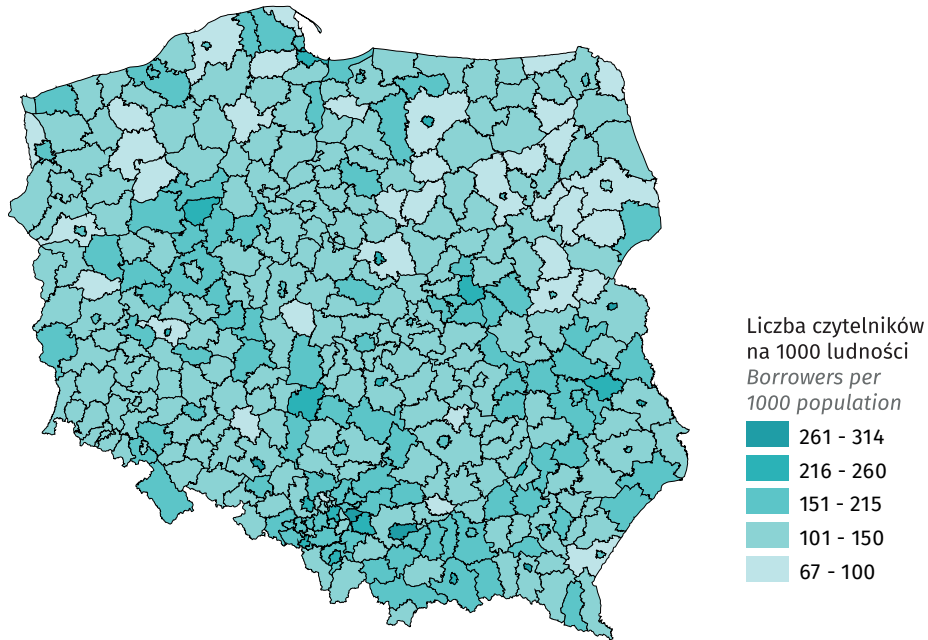 Liczba czytelników
na 1000 ludności
Borrowers per
1000 population
261 - 314
216 - 260
151 - 215
101 - 150
67 - 100